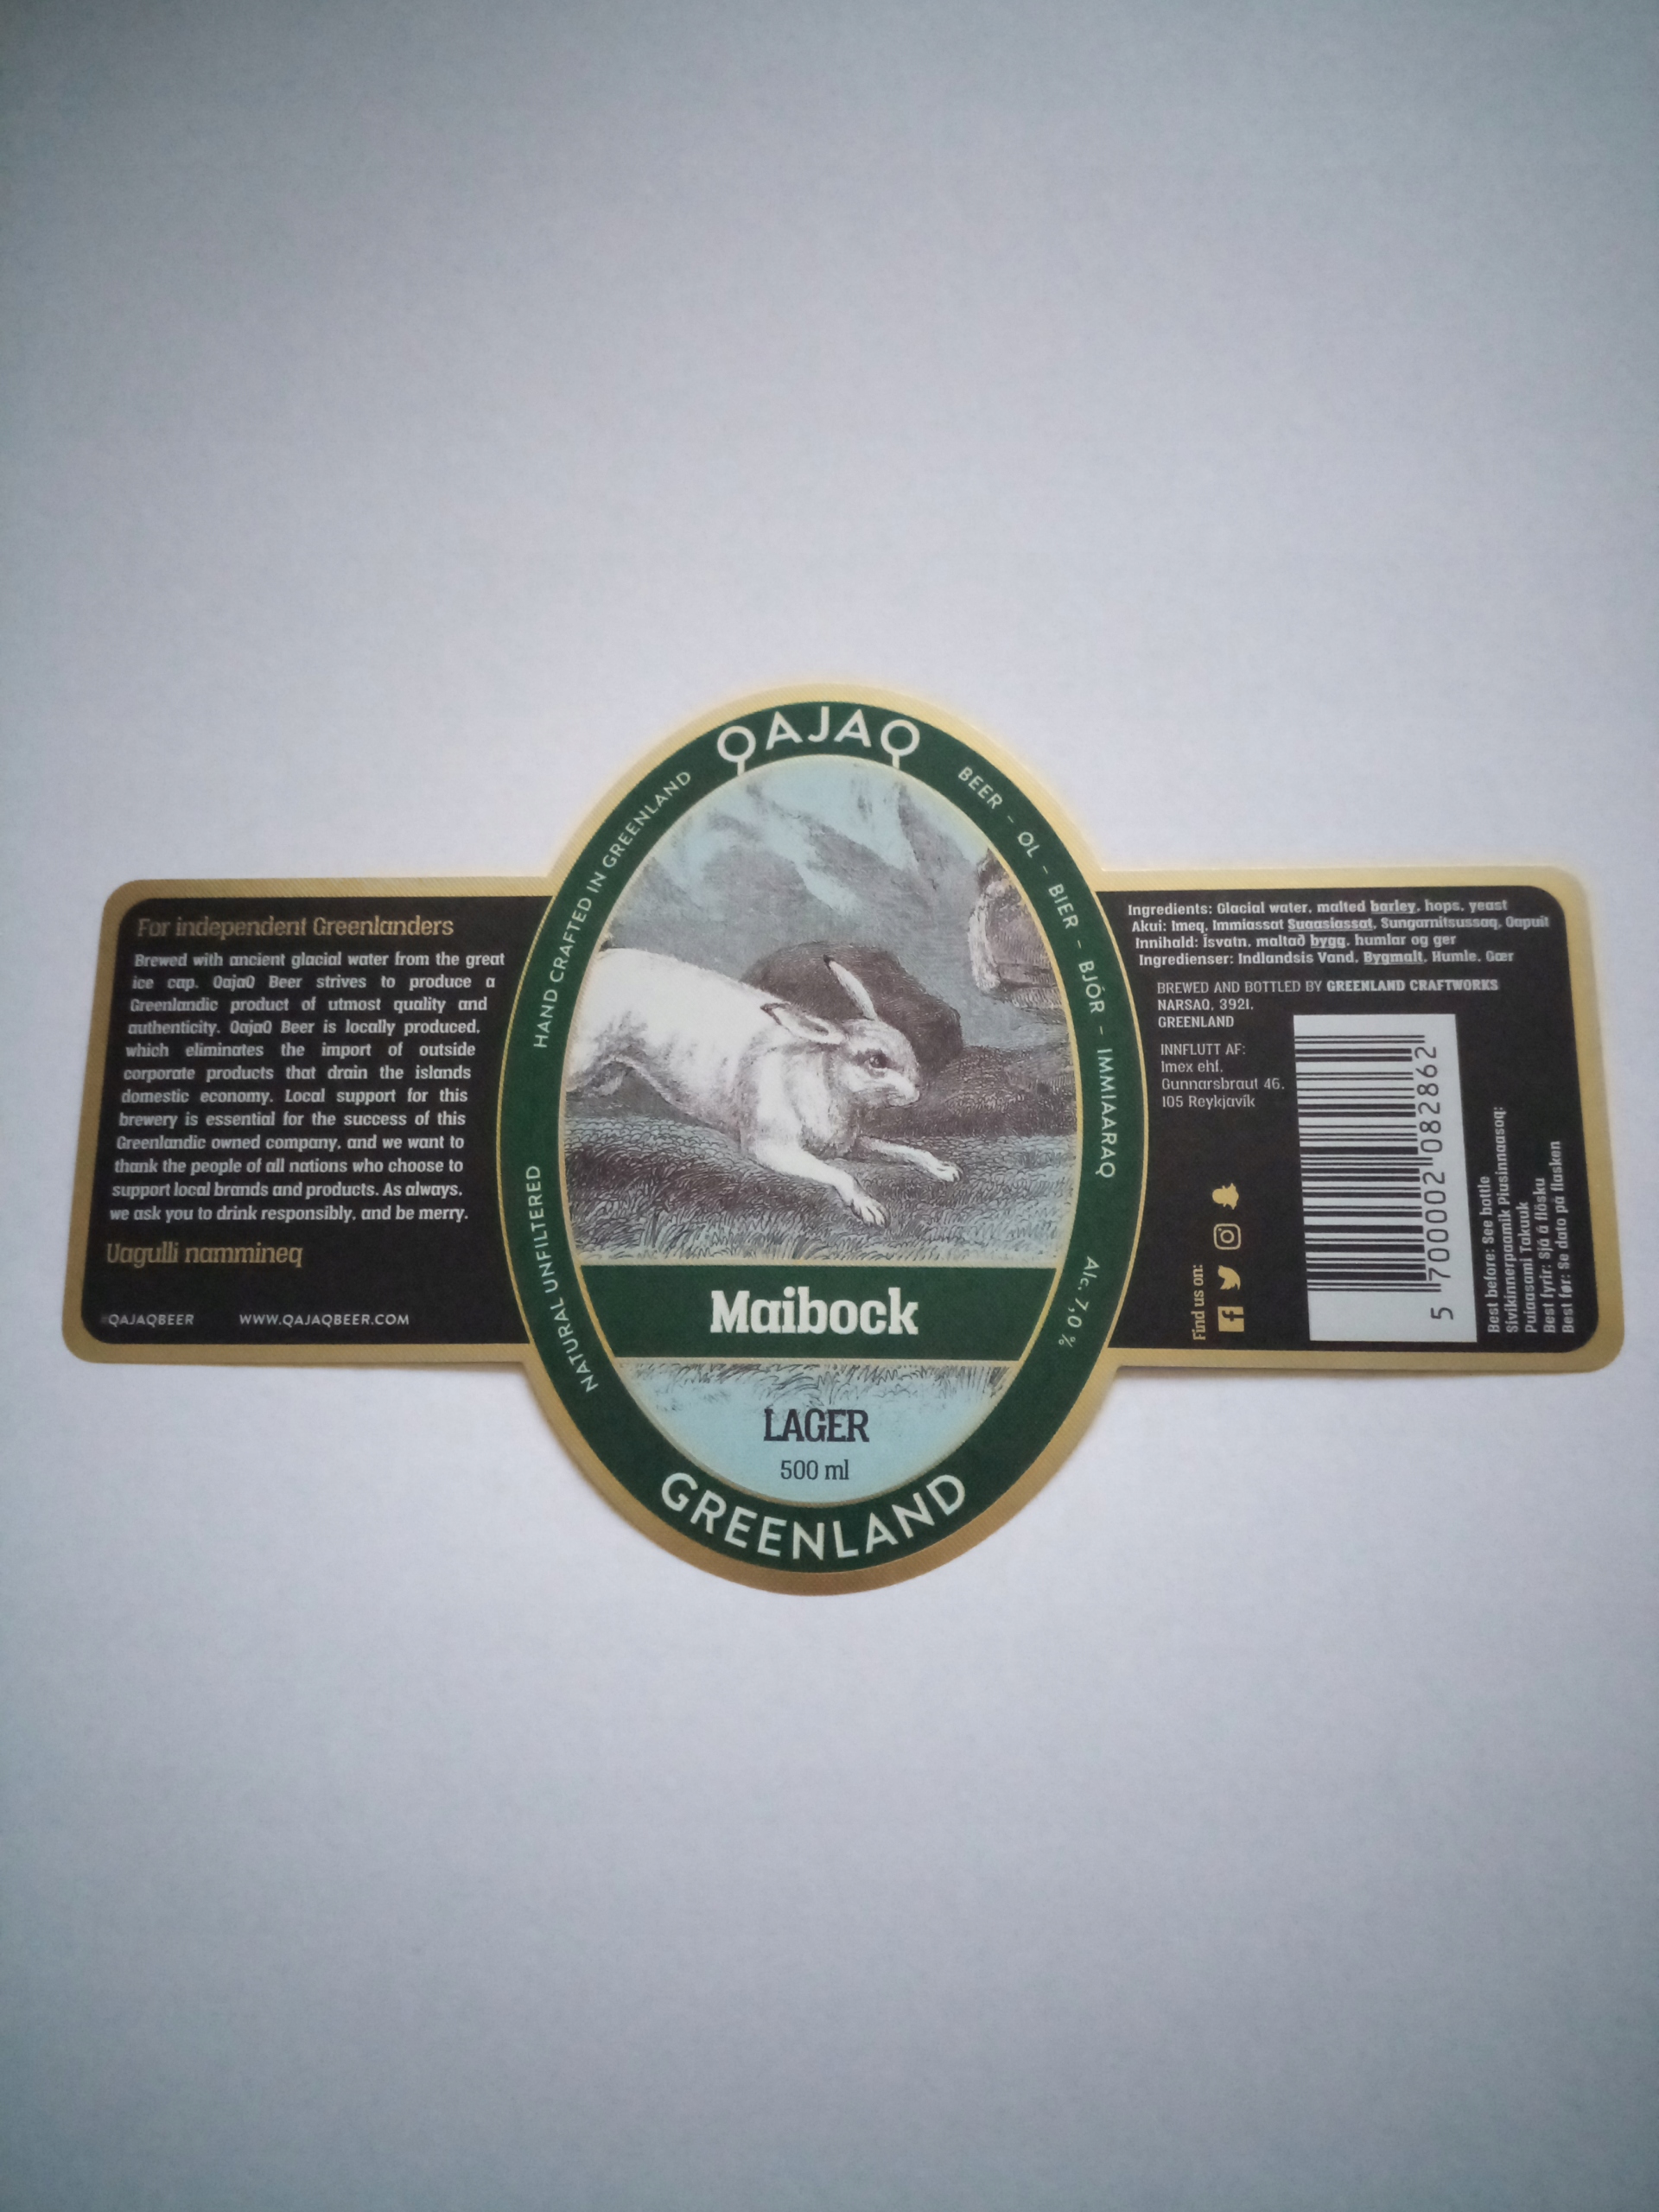 For independent Greenlanders
Brewed with ancient glacial water from the great
ice cap. QajaQ Beer strives to produce a
Greenlandic product of utmost quality and
authenticity. QajaQ Beer is locally produced,
which eliminates the import of outside
corporate products that drain the islands
domestic economy. Local support for this
brewery is essential for the success of this
Greenlandic owned company, and we want to
thank the people of all nations who choose to
support local brands and products. As always,
we ask you to drink responsibly, and be merry.
Uagulli nammineq
#QAJAQBEER WWW.QAJAQBEER.COM
QAJAQ
HAND CRAFTED IN GREENLAND
NATURAL UNFILTERED
BEER - ØL - BIER - BJÓR - IMMIAARAQ
Alc. 7,0 %
Maibock
LAGER
500 ml
GREENLAND
Ingredients: Glacial water, malted barley, hops, yeast
Akui: Imeq, Immiassat Suaasiassat, Sungarnitsussaq, Qapuit
Innihald: Ísvatn, maltað bygg, humlar og ger
Ingredienser: Indlandsis Vand, Bygmalt, Humle, Gær
BREWED AND BOTTLED BY GREENLAND CRAFTWORKS
NARSAQ, 3921,
GREENLAND
INNFLUTT AF:
Imex ehf.
Gunnarsbraut 46,
105 Reykjavík
Find us on:
5 700002 082862
Best before: See bottle
Sivikinnerpaamik Piusinnaasoq:
Puiaasami Takuuk
Best fyrir: Sjá á flösku
Best før: Se dato på flasken